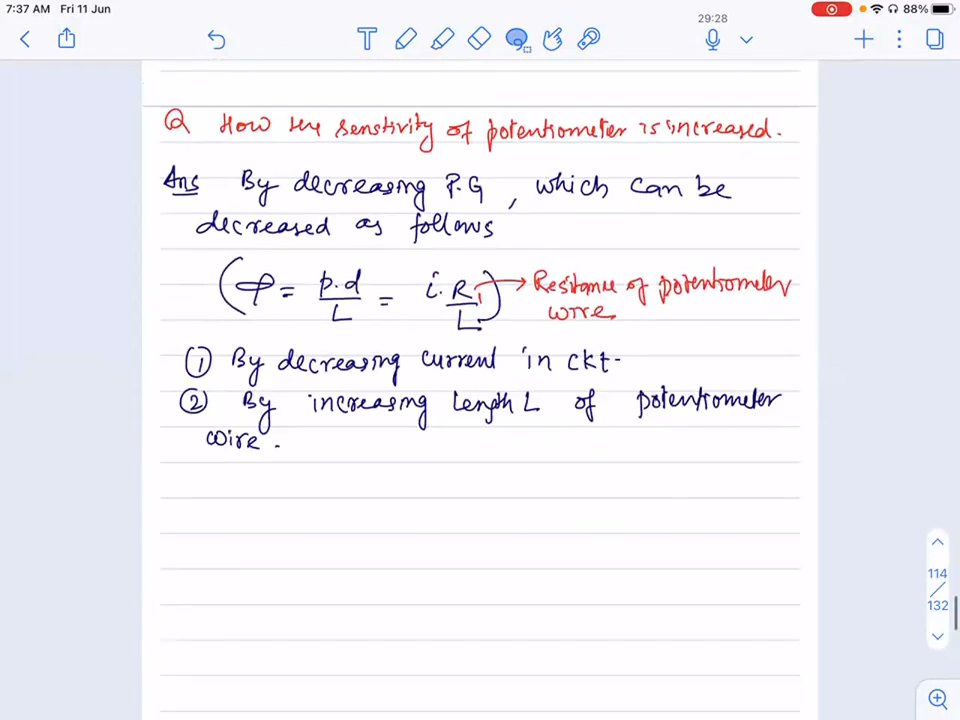 7:37 AM Fri 11 Jun
88%
29:28
T
Q How the senstivity of potentiometer is increased.
Ans By decreasing P.G, which can be
decreased as follows
(φ = p.d/L = i.R/L) → Resistance of potentiometer
wire.
① By decreasing current in ckt-
② By increasing length L of potentiometer
wire.
114
/
132